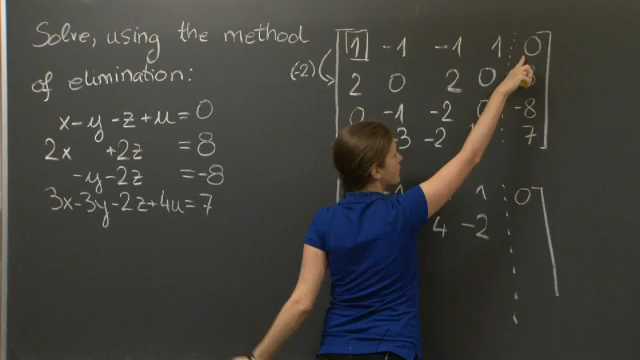 Solve, using the method
of elimination:
x-y-z+u=0
2x +2z =8
-y-2z =-8
3x-3y-2z+4u=7
1 -1 -1 1 0
(-2) 2 0 2 0
0 -1 -2 -8
-3 -2 7
1 0
4 -2